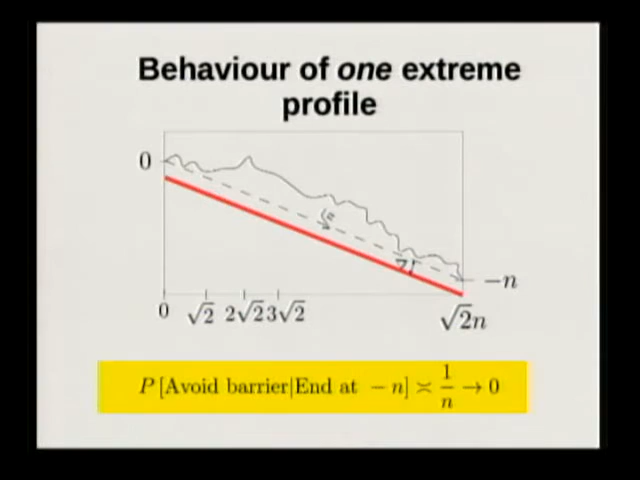 Behaviour of one extreme
profile
0
−n
0 √2 2√2 3√2 √2n
P [Avoid barrier|End at −n] ≍ 1/n → 0